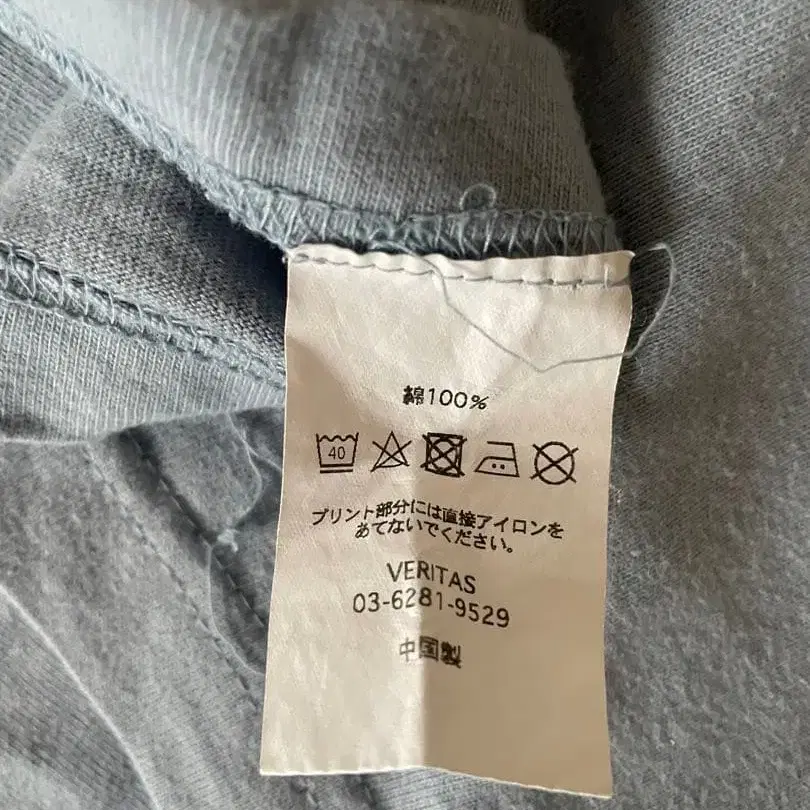 綿100%
40
プリント部分には直接アイロンを
あてないでください。
VERITAS
03-6281-9529
中国製